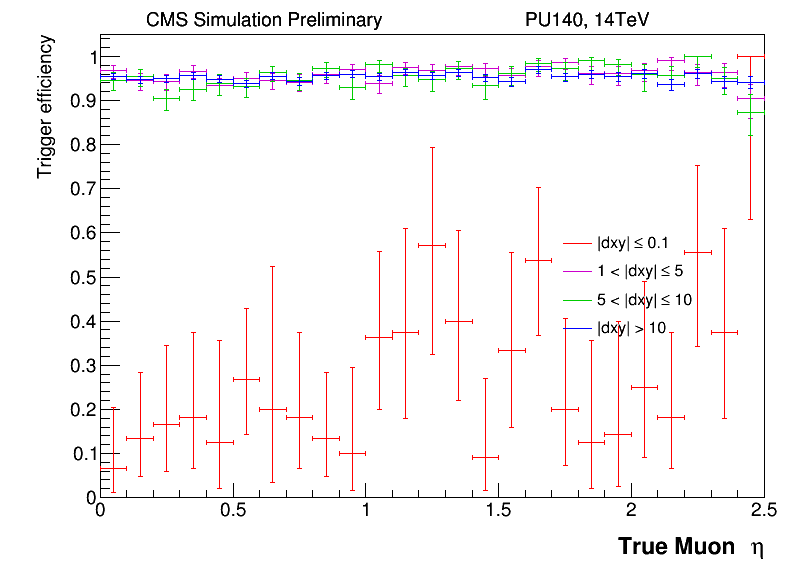 CMS Simulation Preliminary PU140, 14TeV
Trigger efficiency
1
0.9
0.8
0.7
0.6
0.5
0.4
0.3
0.2
0.1
0
|dxy| ≤ 0.1
1 < |dxy| ≤ 5
5 < |dxy| ≤ 10
|dxy| > 10
0 0.5 1 1.5 2 2.5
True Muon η